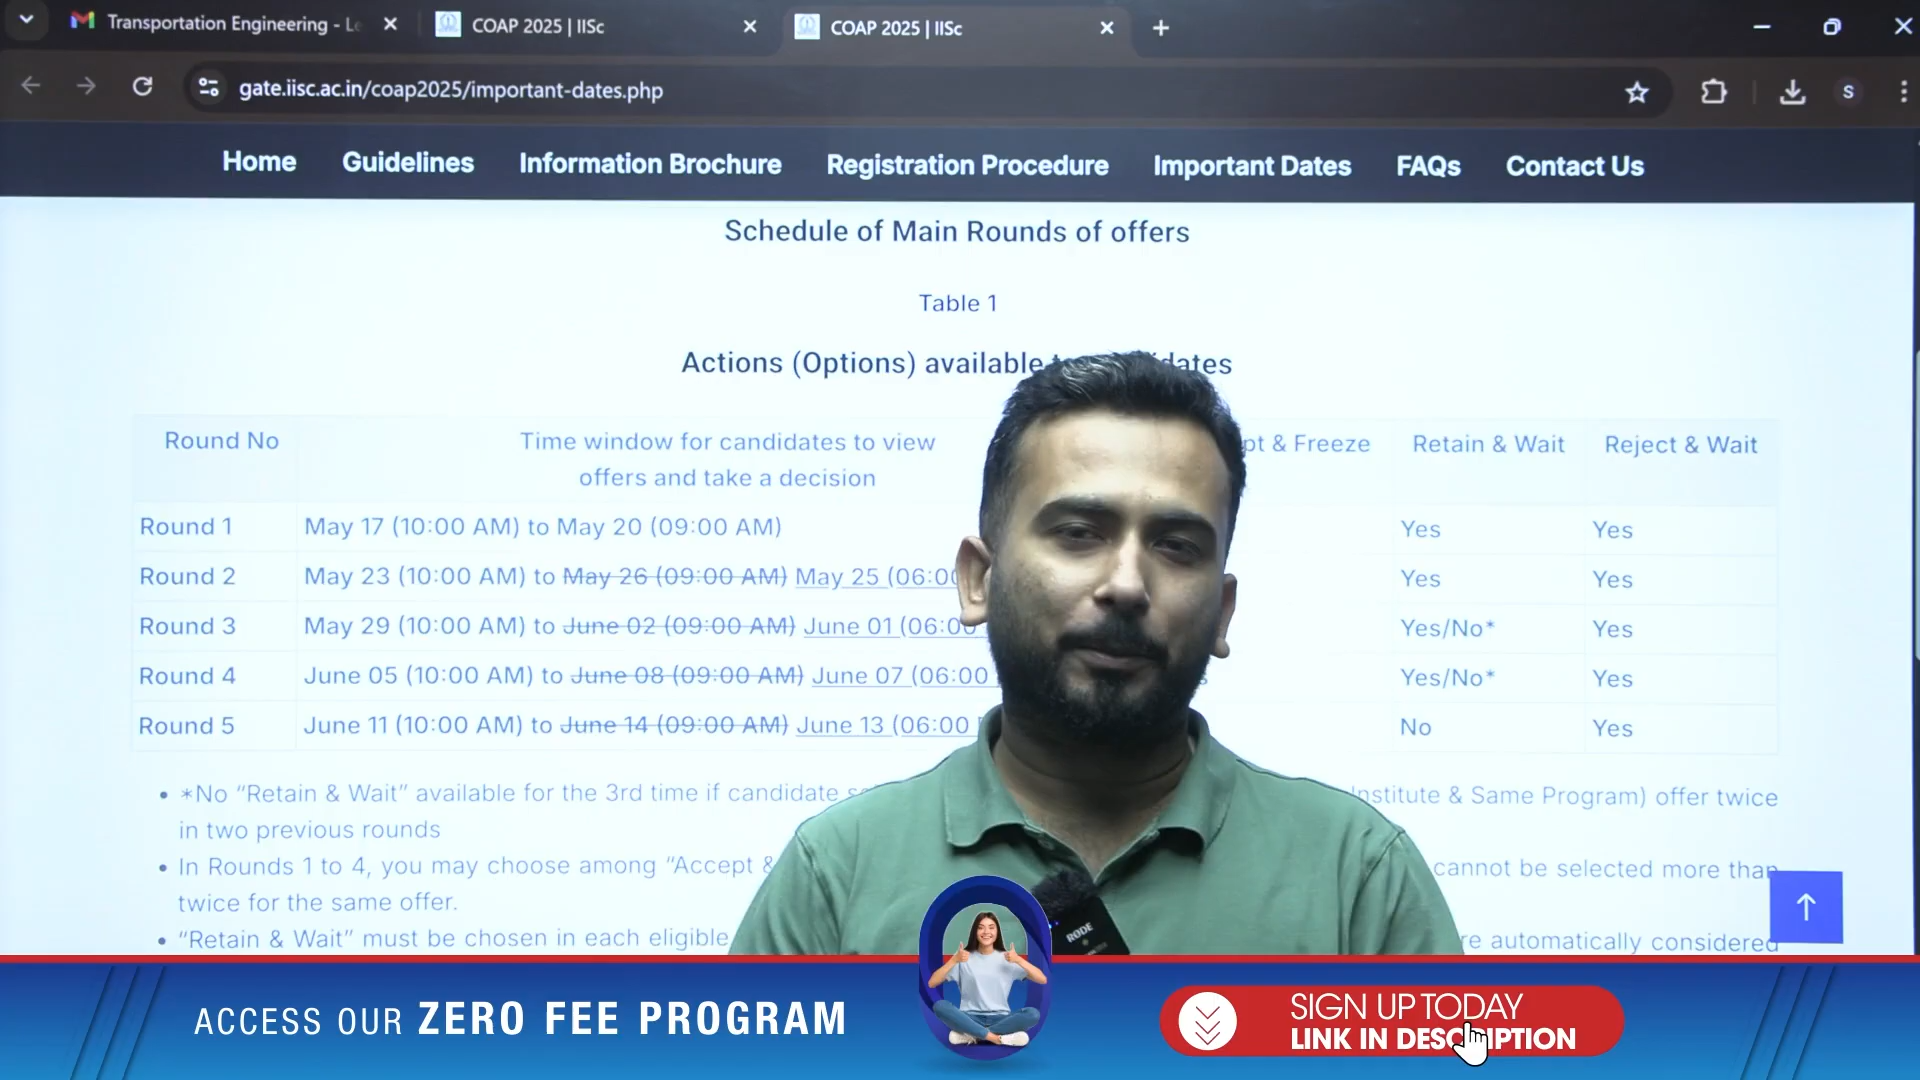 Transportation Engineering - Le
COAP 2025 | IISc
COAP 2025 | IISc
gate.iisc.ac.in/coap2025/important-dates.php
S
Home Guidelines Information Brochure Registration Procedure Important Dates FAQs Contact Us
Schedule of Main Rounds of offers
Table 1
Actions (Options) available
Round No
Time window for candidates to view
offers and take a decision
& Freeze
Retain & Wait
Reject & Wait
Round 1 May 17 (10:00 AM) to May 20 (09:00 AM) Yes Yes
Round 2 May 23 (10:00 AM) to May 26 (09:00 AM) May 25 (06:00 Yes Yes
Round 3 May 29 (10:00 AM) to June 02 (09:00 AM) June 01 (06:00 Yes/No* Yes
Round 4 June 05 (10:00 AM) to June 08 (09:00 AM) June 07 (06:00 Yes/No* Yes
Round 5 June 11 (10:00 AM) to June 14 (09:00 AM) June 13 (06:00 No Yes
• *No “Retain & Wait” available for the 3rd time if candidate Institute & Same Program) offer twice
in two previous rounds
• In Rounds 1 to 4, you may choose among “Accept & cannot be selected more than
twice for the same offer.
• “Retain & Wait” must be chosen in each eligible automatically considered
RODE
ACCESS OUR ZERO FEE PROGRAM
SIGN UP TODAY
LINK IN DESCRIPTION